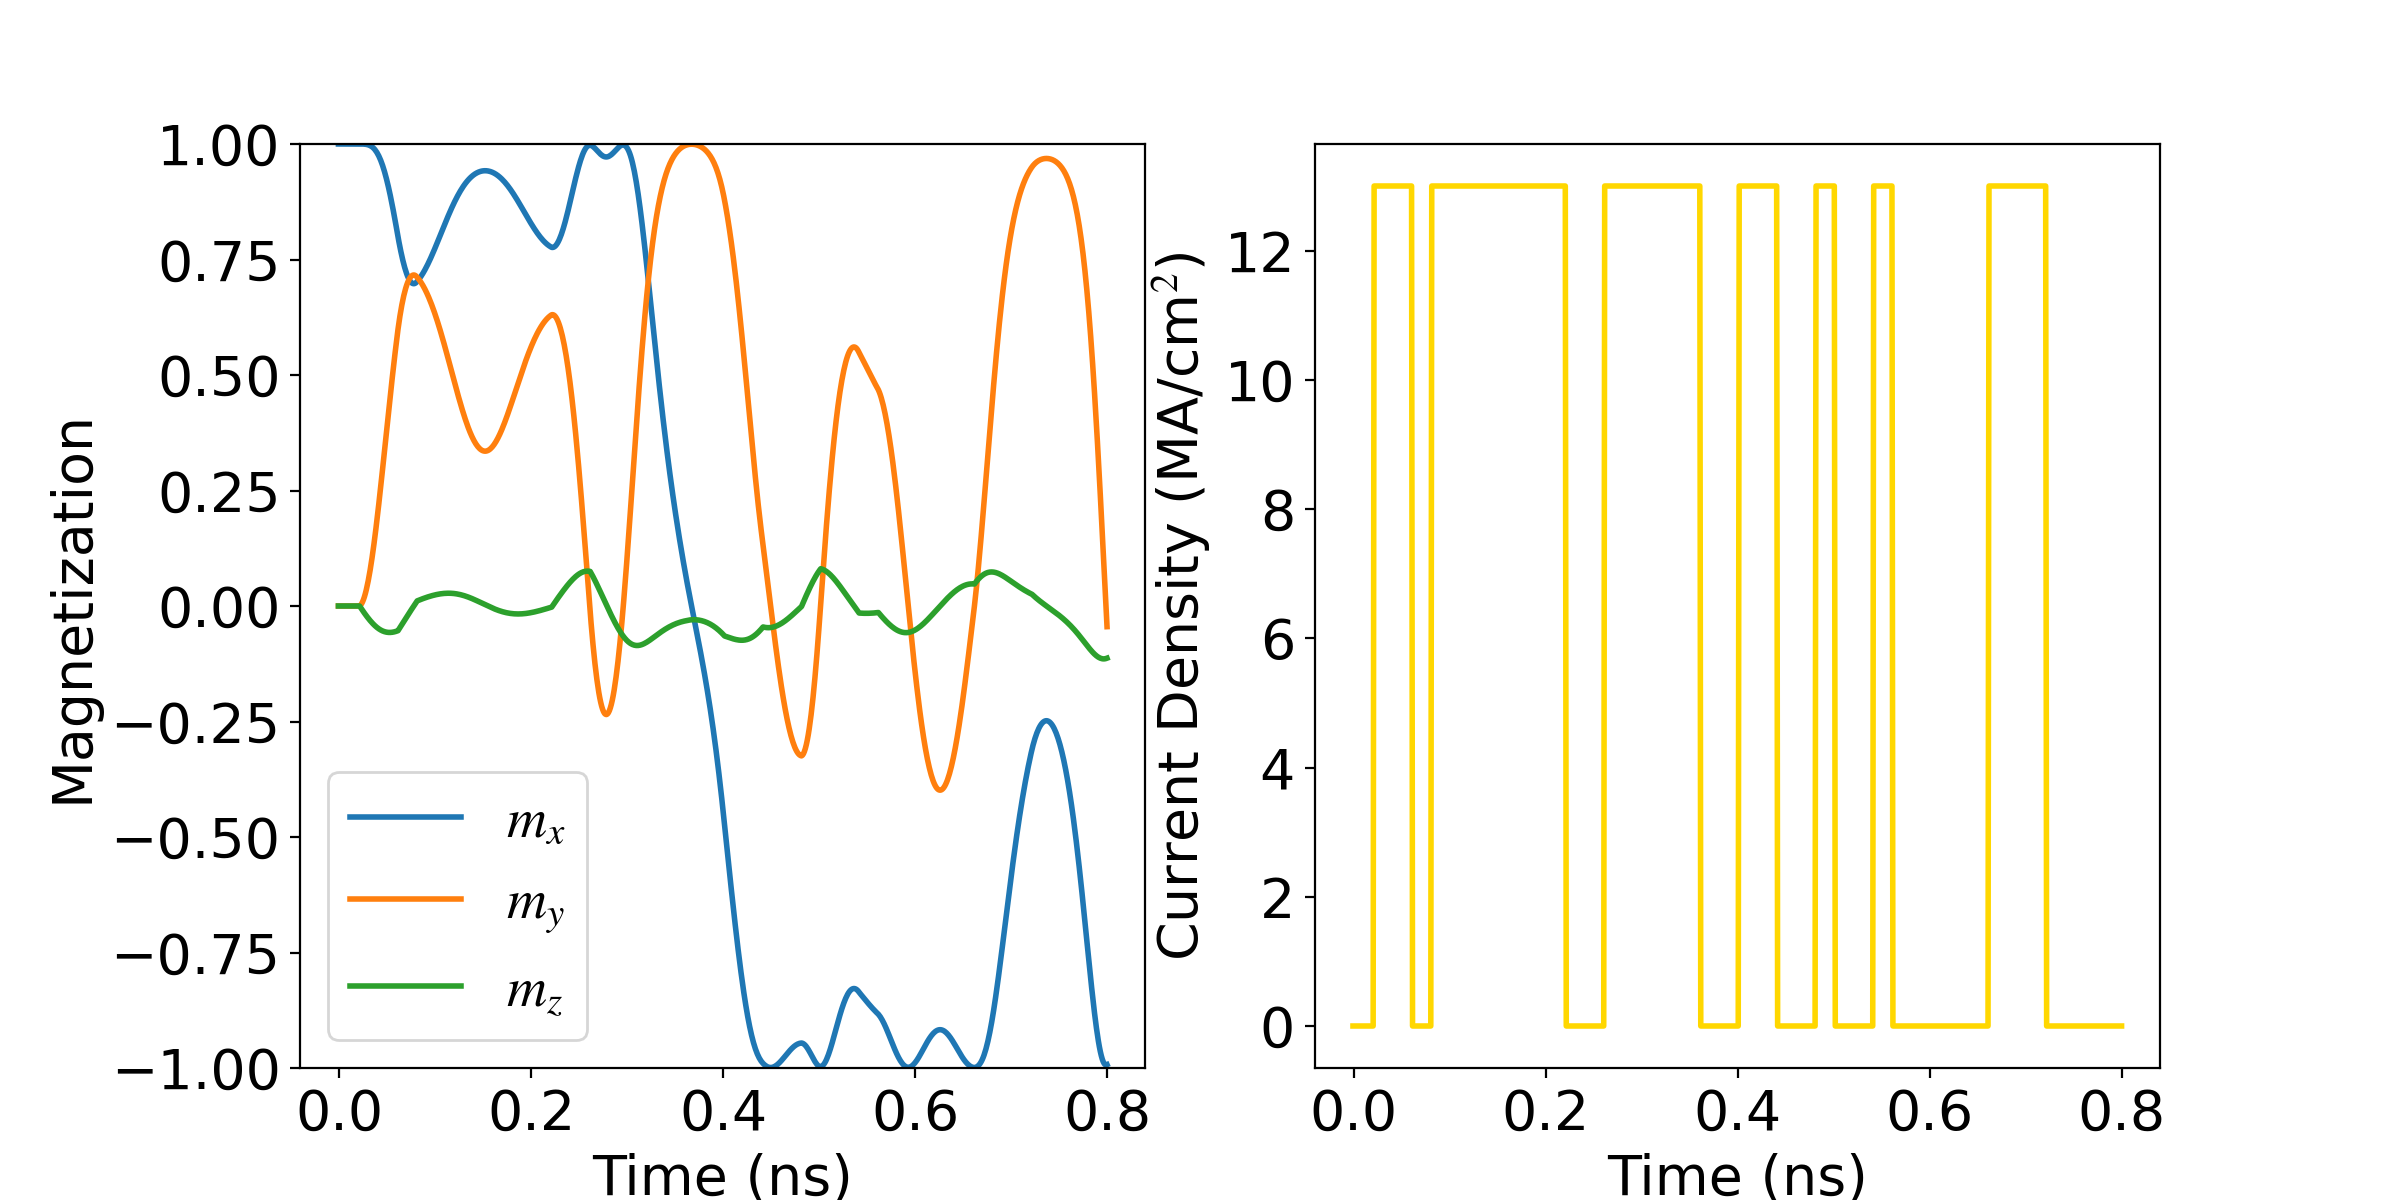 1.00
0.75
0.50
0.25
0.00
−0.25
−0.50
−0.75
−1.00
Magnetization
m_x
m_y
m_z
0.0 0.2 0.4 0.6 0.8
Time (ns)
12
10
8
6
4
2
0
Current Density (MA/cm²)
0.0 0.2 0.4 0.6 0.8
Time (ns)